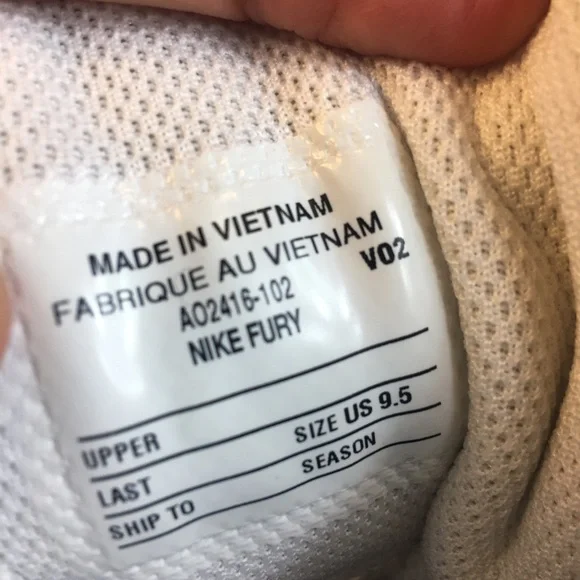 MADE IN VIETNAM
FABRIQUE AU VIETNAM
AO2416-102 VO2
NIKE FURY
UPPER SIZE US 9.5
LAST SEASON
SHIP TO